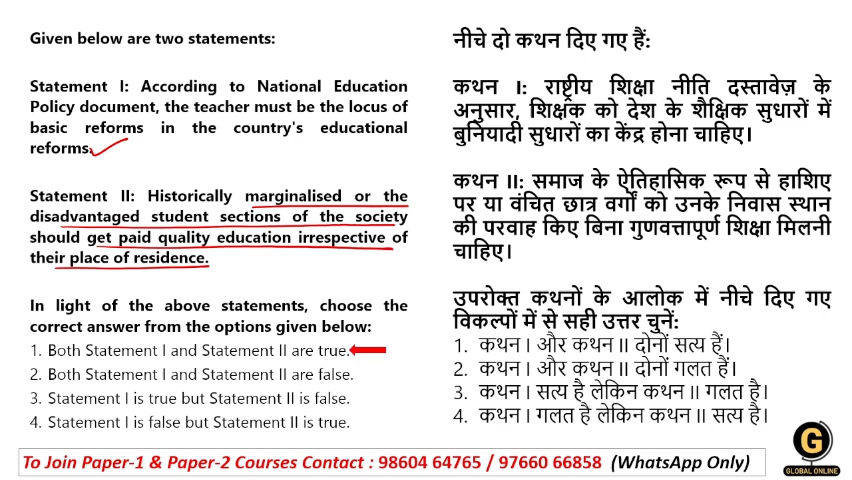 Given below are two statements:
Statement I: According to National Education
Policy document, the teacher must be the locus of
basic reforms in the country's educational
reforms.
Statement II: Historically marginalised or the
disadvantaged student sections of the society
should get paid quality education irrespective of
their place of residence.
In light of the above statements, choose the
correct answer from the options given below:
1. Both Statement I and Statement II are true.
2. Both Statement I and Statement II are false.
3. Statement I is true but Statement II is false.
4. Statement I is false but Statement II is true.
नीचे दो कथन दिए गए हैं:
कथन I: राष्ट्रीय शिक्षा नीति दस्तावेज़ के
अनुसार, शिक्षक को देश के शैक्षिक सुधारों में
बुनियादी सुधारों का केंद्र होना चाहिए।
कथन II: समाज के ऐतिहासिक रूप से हाशिए
पर या वंचित छात्र वर्गों को उनके निवास स्थान
की परवाह किए बिना गुणवत्तापूर्ण शिक्षा मिलनी
चाहिए।
उपरोक्त कथनों के आलोक में नीचे दिए गए
विकल्पों में से सही उत्तर चुनें:
1. कथन I और कथन II दोनों सत्य हैं।
2. कथन I और कथन II दोनों गलत हैं।
3. कथन I सत्य है लेकिन कथन II गलत है।
4. कथन I गलत है लेकिन कथन II सत्य है।
G
GLOBAL ONLINE
To Join Paper-1 & Paper-2 Courses Contact : 98604 64765 / 97660 66858 (WhatsApp Only)